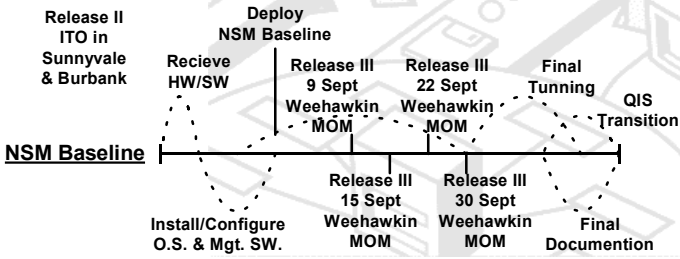 Release II
ITO in
Sunnyvale
& Burbank
Recieve
HW/SW
Deploy
NSM Baseline
Release III
9 Sept
Weehawkin
MOM
Release III
22 Sept
Weehawkin
MOM
Final
Tunning
QIS
Transition
NSM Baseline
Install/Configure
O.S. & Mgt. SW.
Release III
15 Sept
Weehawkin
MOM
Release III
30 Sept
Weehawkin
MOM
Final
Documention